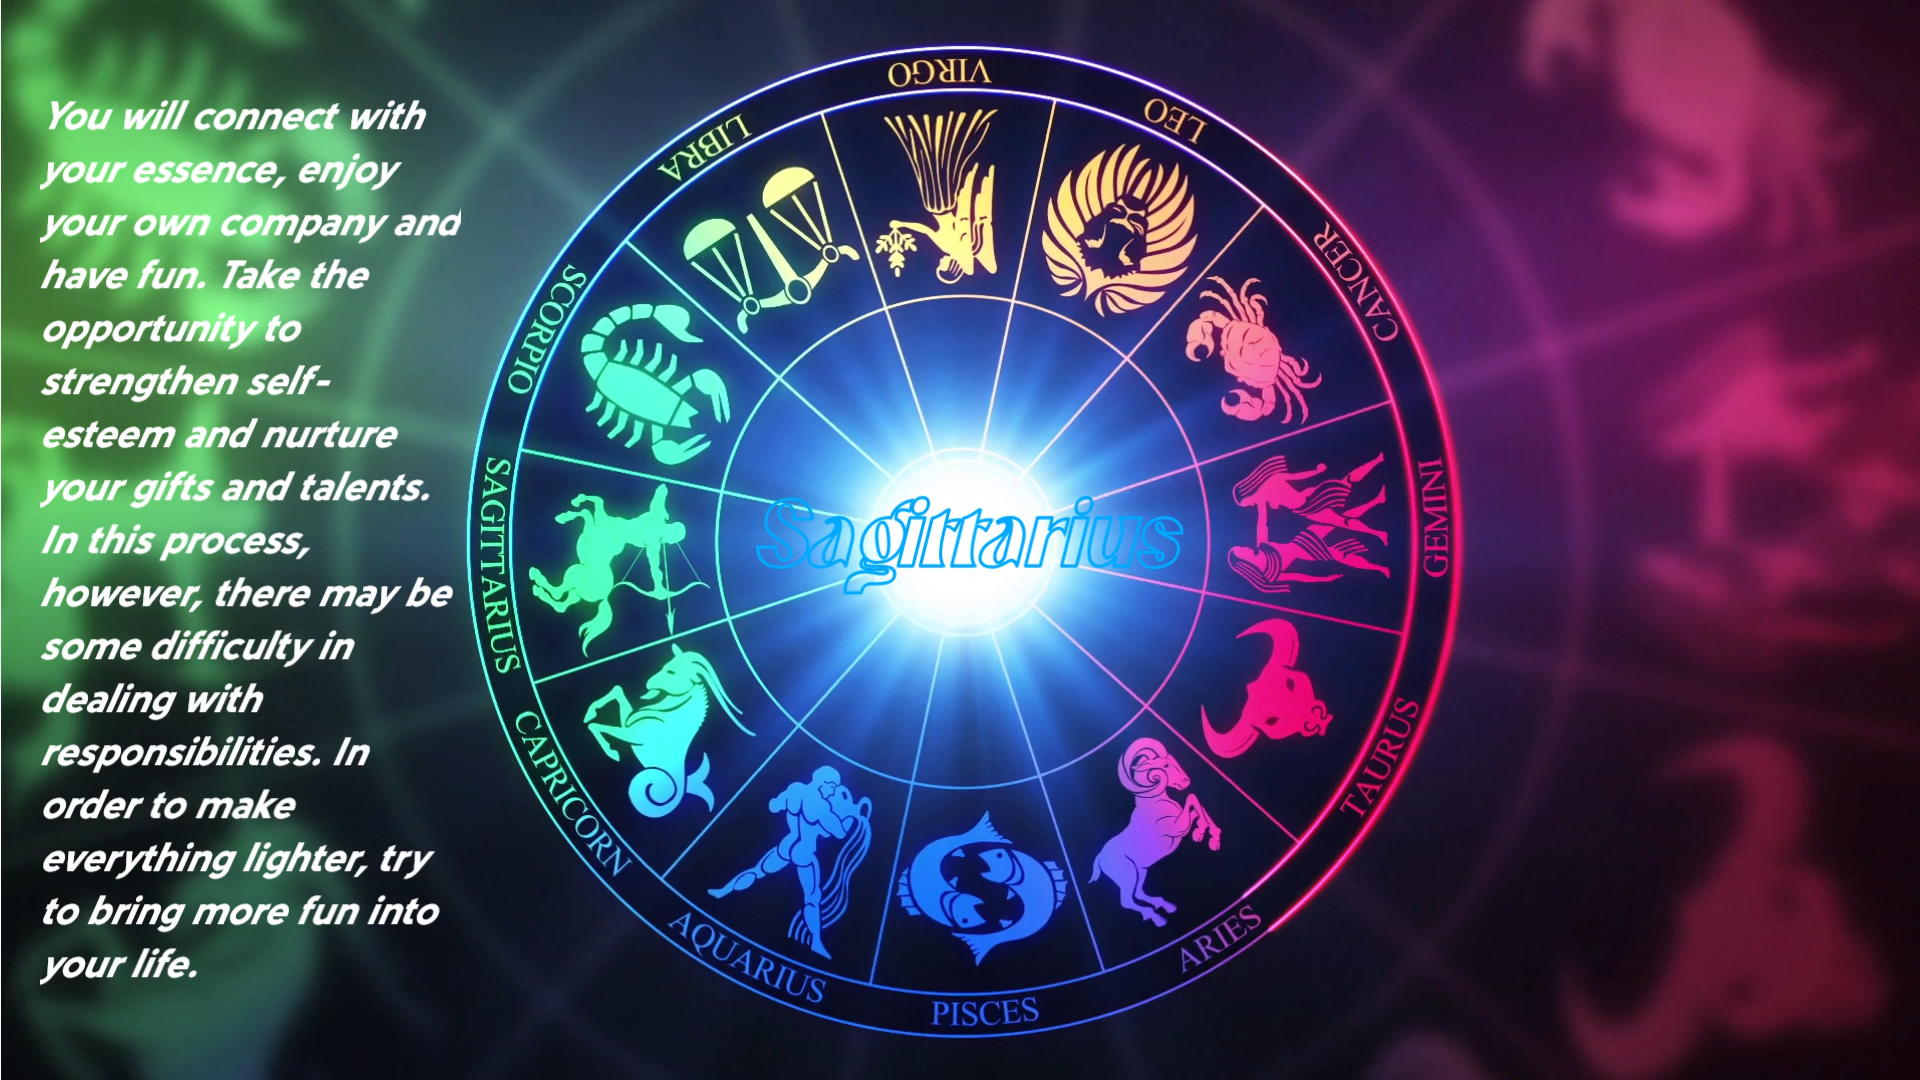 You will connect with
your essence, enjoy
your own company and
have fun. Take the
opportunity to
strengthen self-
esteem and nurture
your gifts and talents.
In this process,
however, there may be
some difficulty in
dealing with
responsibilities. In
order to make
everything lighter, try
to bring more fun into
your life.
Sagittarius
VIRGO
LEO
CANCER
GEMINI
TAURUS
ARIES
PISCES
AQUARIUS
CAPRICORN
SAGITTARIUS
SCORPIO
LIBRA